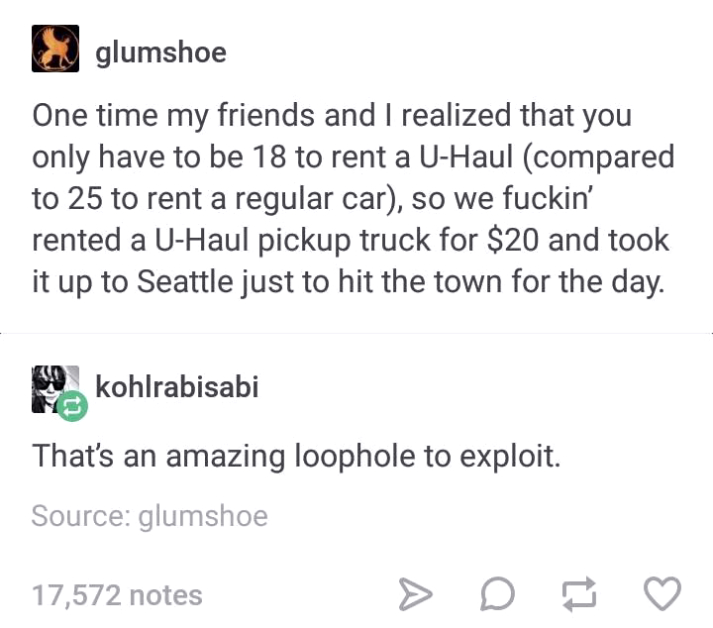 glumshoe
One time my friends and I realized that you
only have to be 18 to rent a U-Haul (compared
to 25 to rent a regular car), so we fuckin’
rented a U-Haul pickup truck for $20 and took
it up to Seattle just to hit the town for the day.
kohlrabisabi
That’s an amazing loophole to exploit.
Source: glumshoe
17,572 notes